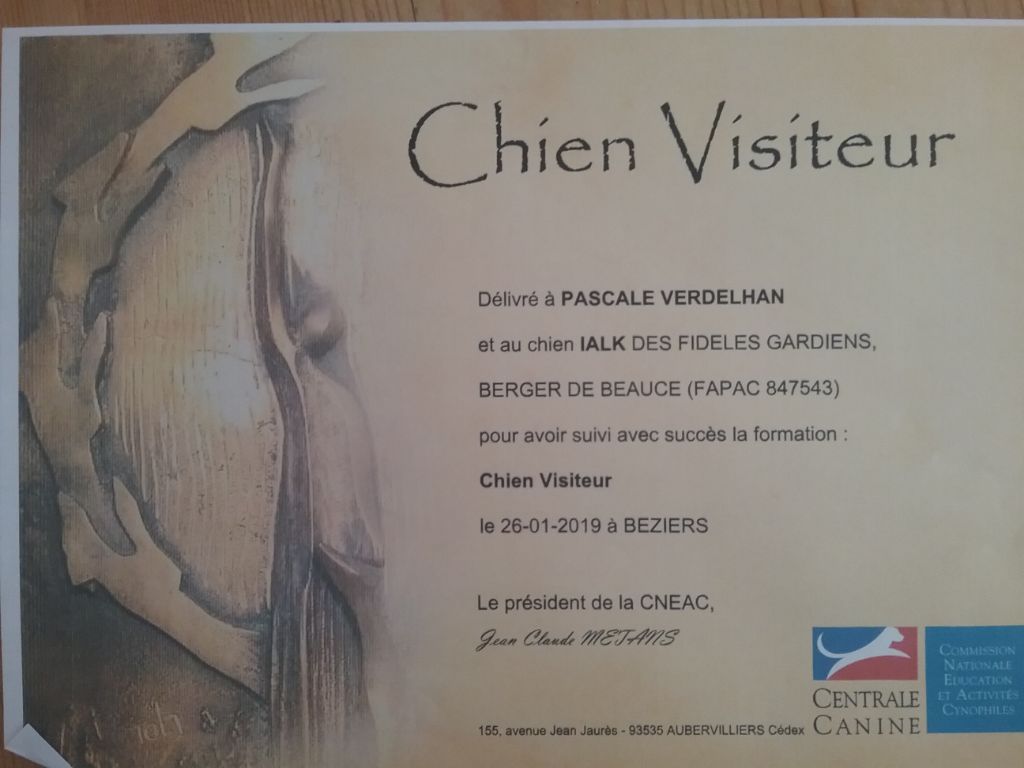 Chien Visiteur
Délivré à PASCALE VERDELHAN
et au chien IALK DES FIDELES GARDIENS,
BERGER DE BEAUCE (FAPAC 847543)
pour avoir suivi avec succès la formation :
Chien Visiteur
le 26-01-2019 à BEZIERS
Le président de la CNEAC,
Jean Claude METANS
155, avenue Jean Jaurès - 93535 AUBERVILLIERS Cédex
CENTRALE
CANINE
COMMISSION
NATIONALE
EDUCATION
ET ACTIVITÉS
CYNOPHILES